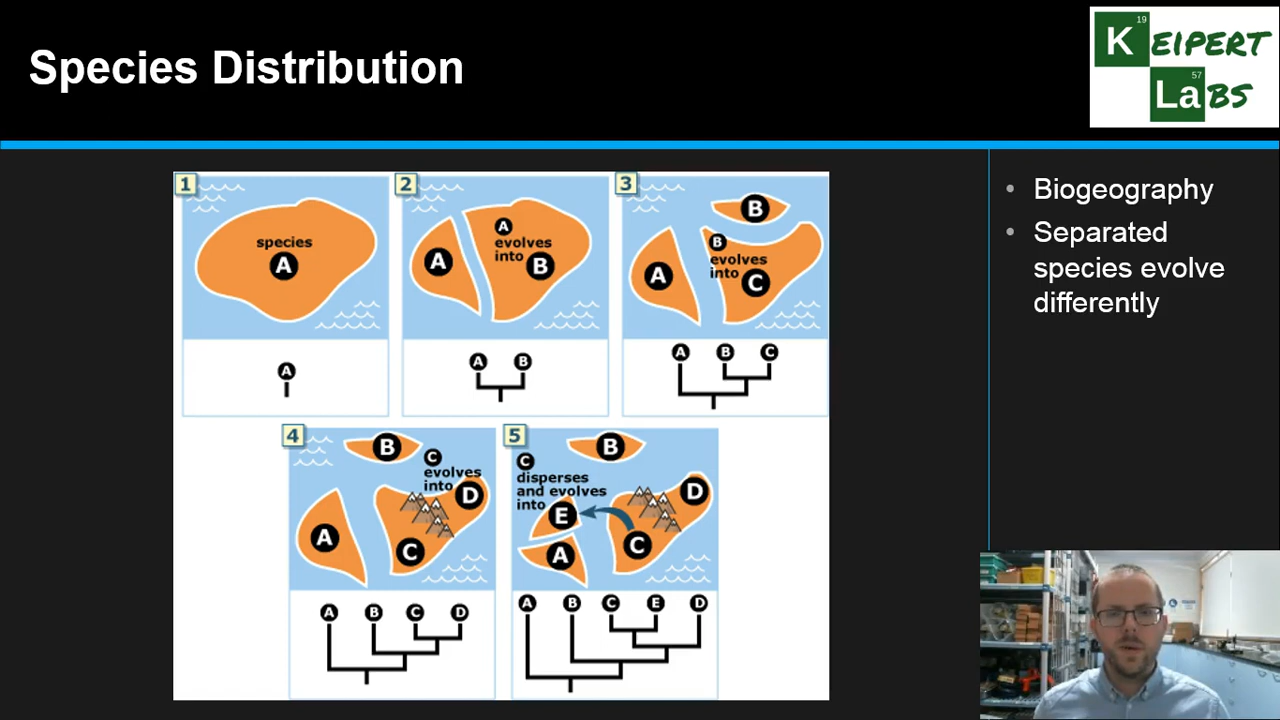 Species Distribution
19
K EIPERT
57
La BS
1
species
A
A
2
A
A
evolves
into
B
A B
3
B
A
B
evolves
into
C
A B C
4
B
C
evolves
into
D
A
C
A B C D
5
B
C
disperses
and evolves
into
E
D
A
C
A B C E D
• Biogeography
• Separated
species evolve
differently